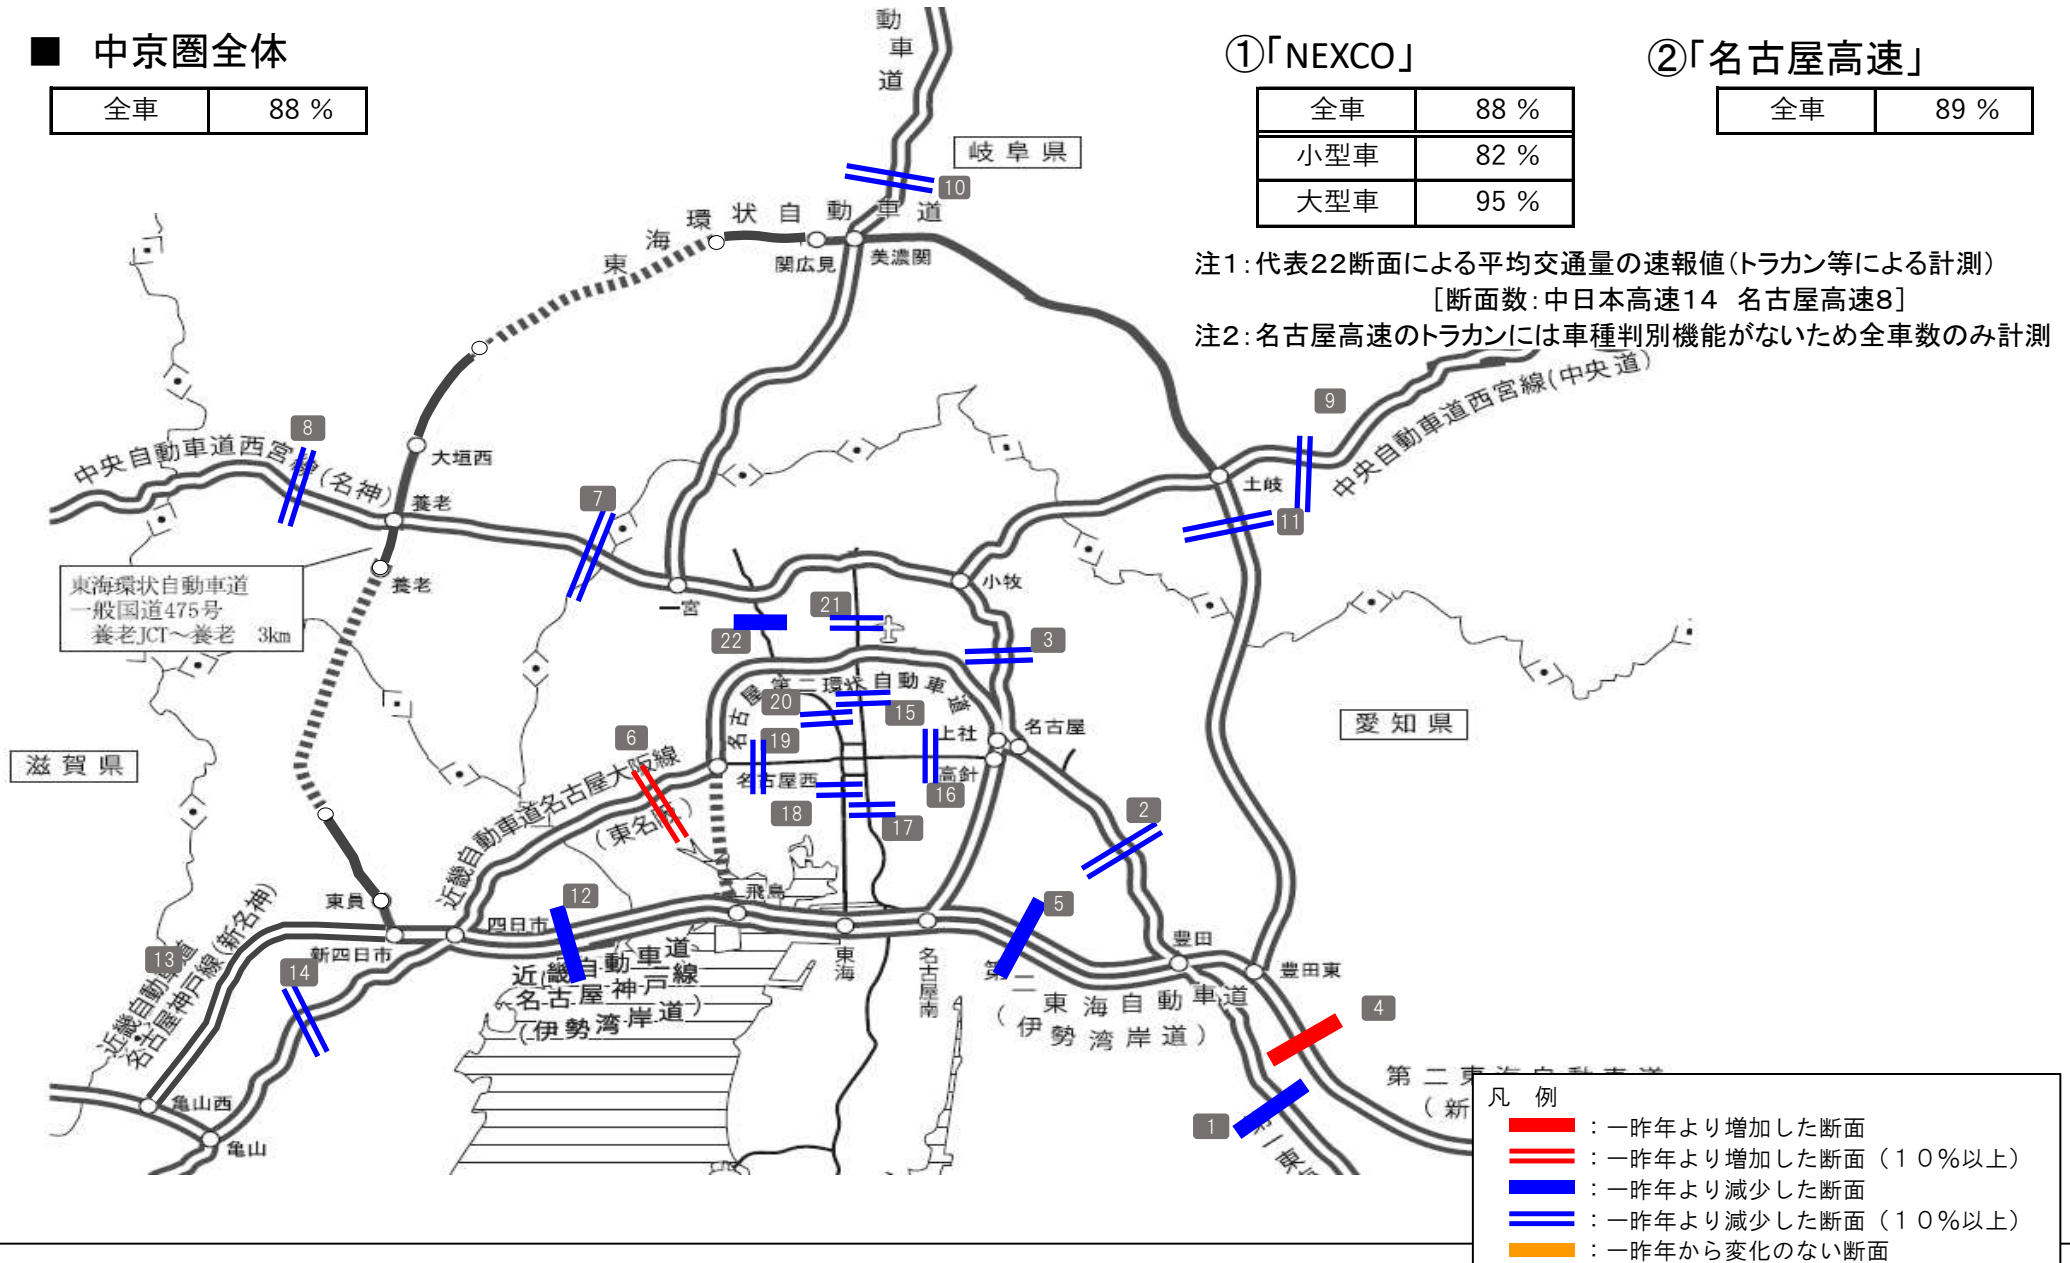 ■ 中京圏全体
全車 88 %
①「NEXCO」
全車 88 %
小型車 82 %
大型車 95 %
②「名古屋高速」
全車 89 %
注1:代表22断面による平均交通量の速報値(トラカン等による計測)
[断面数:中日本高速14 名古屋高速8]
注2:名古屋高速のトラカンには車種判別機能がないため全車数のみ計測
動車道
岐阜県
10
東海環状自動車道
関広見
美濃関
9
中央自動車道西宮線(中央道)
8
中央自動車道西宮線(名神)
大垣西
養老
7
土岐
11
東海環状自動車道
一般国道475号
養老JCT～養老 3km
養老
一宮
小牧
21
22
3
名古屋第二環状自動車道
20
15
愛知県
滋賀県
6
19
上社
名古屋
近畿自動車道名古屋大阪線
(東名阪)
名古屋西
高針
16
18
17
2
東員
12
飛島
5
四日市
新四日市
13
14
近畿自動車道
名古屋神戸線(新名神)
近畿自動車道
名古屋神戸線
(伊勢湾岸道)
東海
名古屋南
豊田
豊田東
第二東海自動車道
(伊勢湾岸道)
4
亀山西
亀山
1
第一東
第二東海自動車道
(新
凡 例
:一昨年より増加した断面
:一昨年より増加した断面(10%以上)
:一昨年より減少した断面
:一昨年より減少した断面(10%以上)
:一昨年から変化のない断面